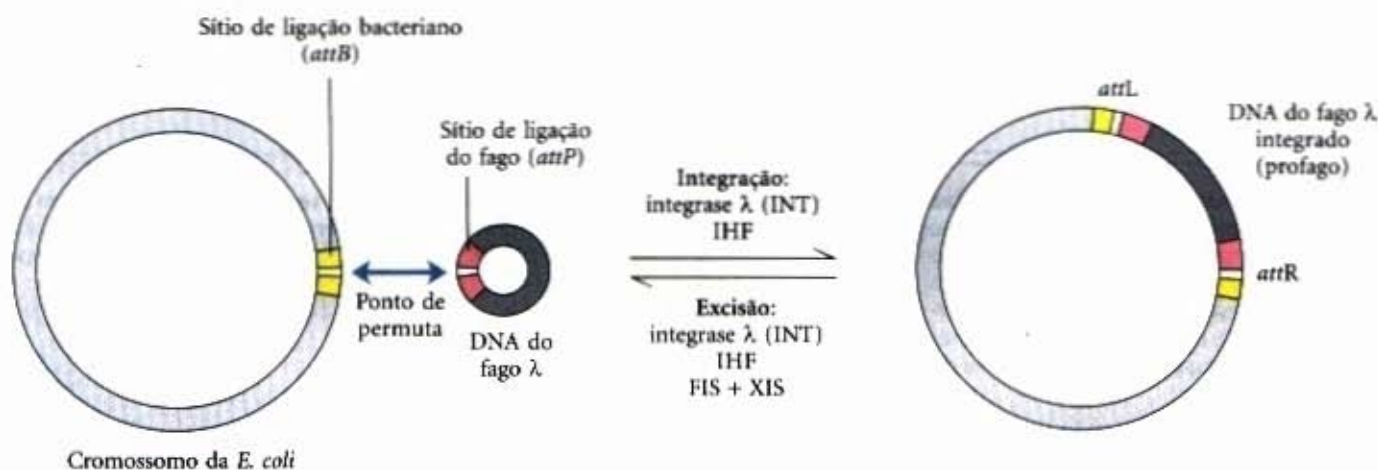 Sítio de ligação bacteriano
(attB)
Sítio de ligação
do fago (attP)
Ponto de
permuta
DNA do
fago λ
Cromossomo da E. coli
Integração:
integrase λ (INT)
IHF
Excisão:
integrase λ (INT)
IHF
FIS + XIS
attL
DNA do fago λ
integrado
(profago)
attR